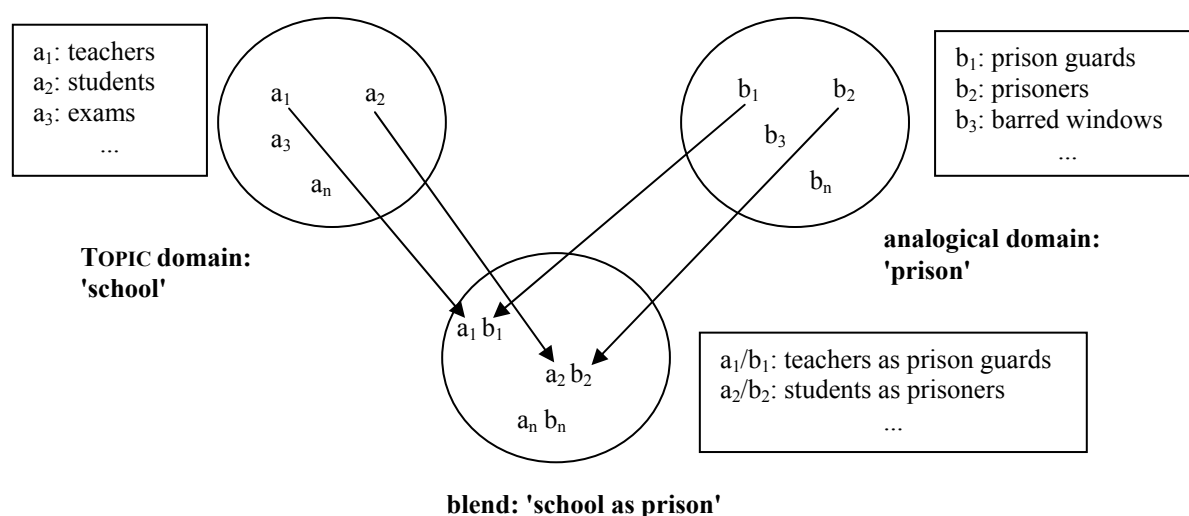 a₁: teachers
a₂: students
a₃: exams
...
a₁ a₂
a₃
aₙ
b₁ b₂
b₃
bₙ
b₁: prison guards
b₂: prisoners
b₃: barred windows
...
TOPIC domain:
'school'
analogical domain:
'prison'
a₁ b₁
a₂ b₂
aₙ bₙ
a₁/b₁: teachers as prison guards
a₂/b₂: students as prisoners
...
blend: 'school as prison'